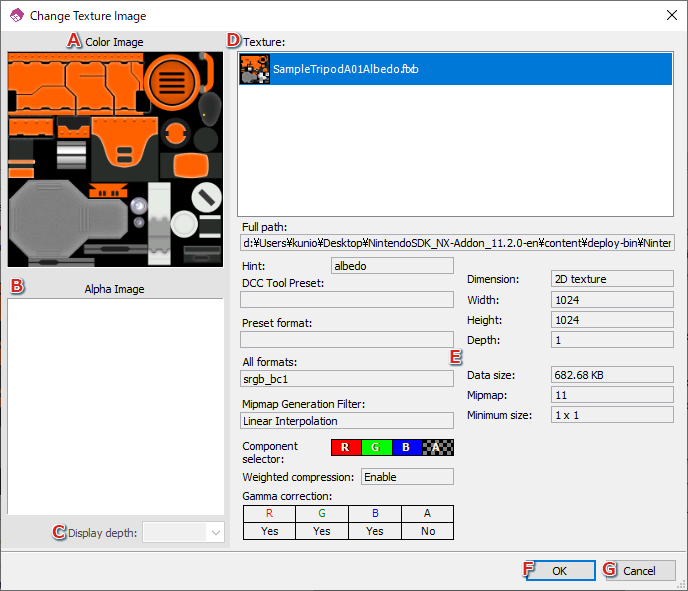 Change Texture Image
A Color Image
D Texture:
SampleTripodA01Albedo.ftxb
Full path:
d:¥Users¥kunio¥Desktop¥NintendoSDK_NX-Addon_11.2.0-en¥content¥deploy-bin¥Ninter
Hint: albedo
DCC Tool Preset:
Preset format:
All formats:
srgb_bc1
Mipmap Generation Filter:
Linear Interpolation
Component selector: R G B A
Weighted compression: Enable
Gamma correction:
R G B A
Yes Yes Yes No
E
Dimension: 2D texture
Width: 1024
Height: 1024
Depth: 1
Data size: 682.68 KB
Mipmap: 11
Minimum size: 1 x 1
B Alpha Image
C Display depth:
F OK
G Cancel